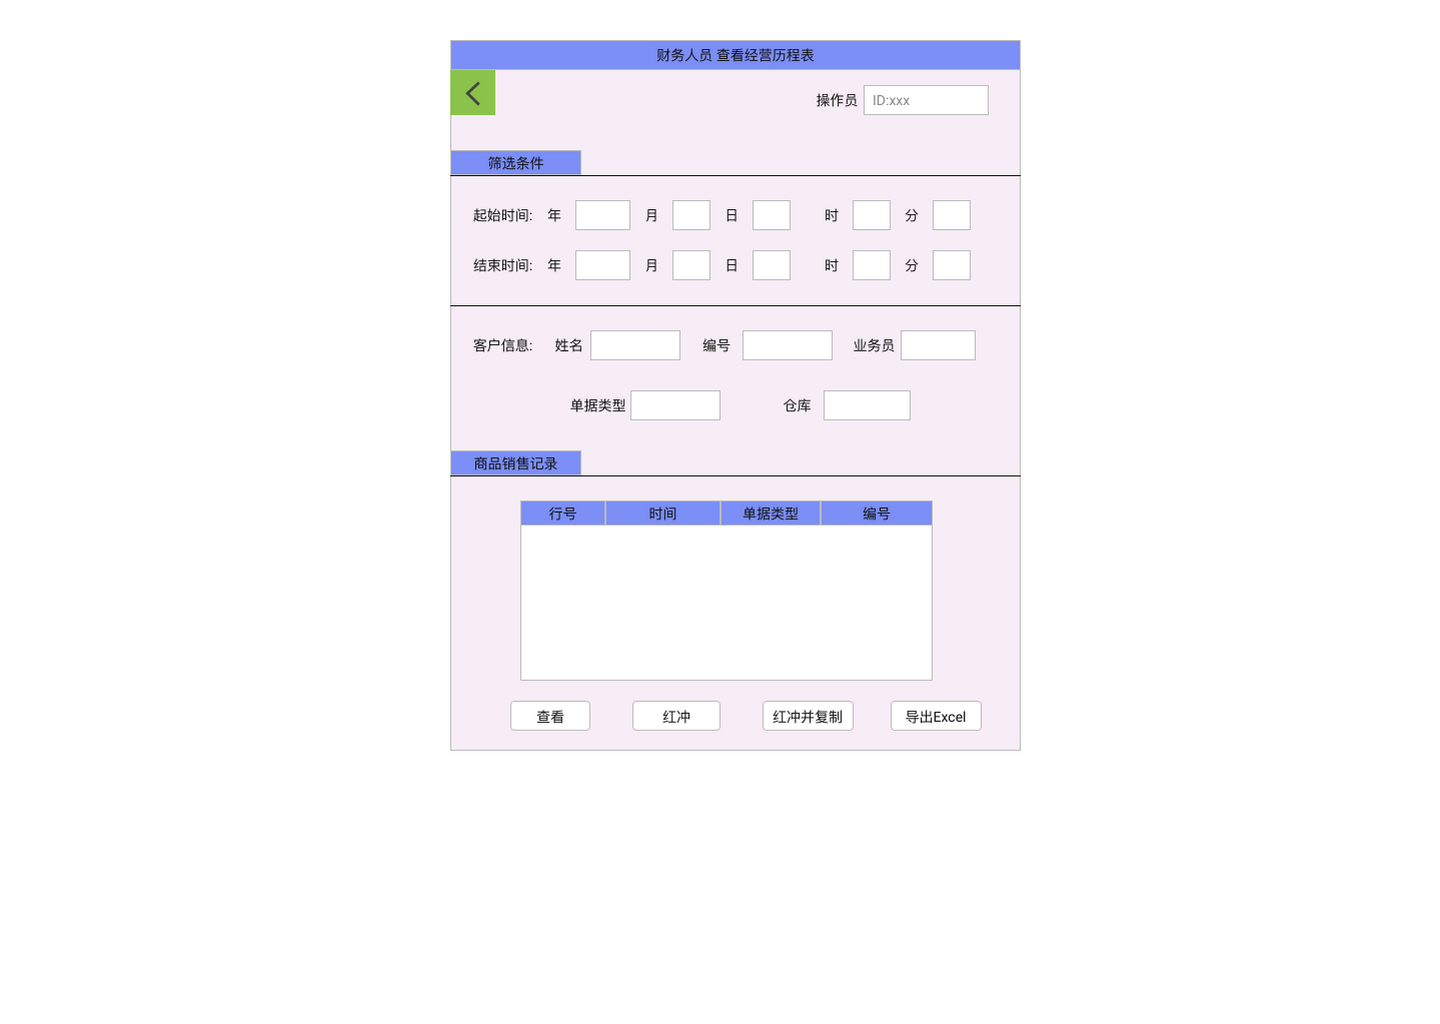 财务人员 查看经营历程表
操作员 ID:xxx
筛选条件
起始时间: 年 月 日 时 分
结束时间: 年 月 日 时 分
客户信息: 姓名 编号 业务员
单据类型 仓库
商品销售记录
行号 时间 单据类型 编号
查看 红冲 红冲并复制 导出Excel